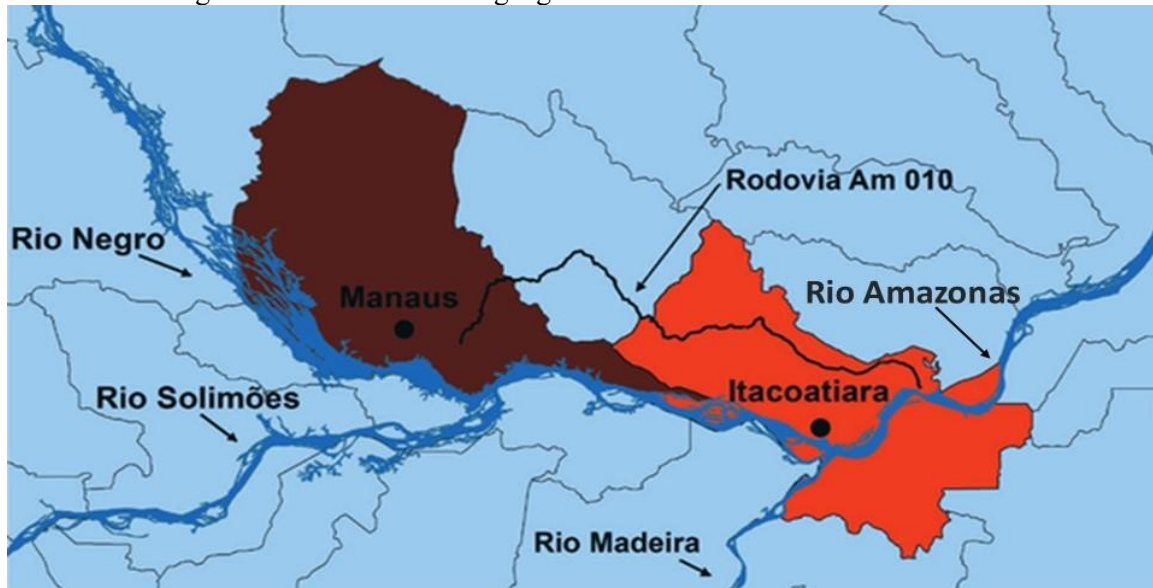 Rodovia Am 010
Rio Negro
Manaus
Rio Amazonas
Rio Solimões
Itacoatiara
Rio Madeira